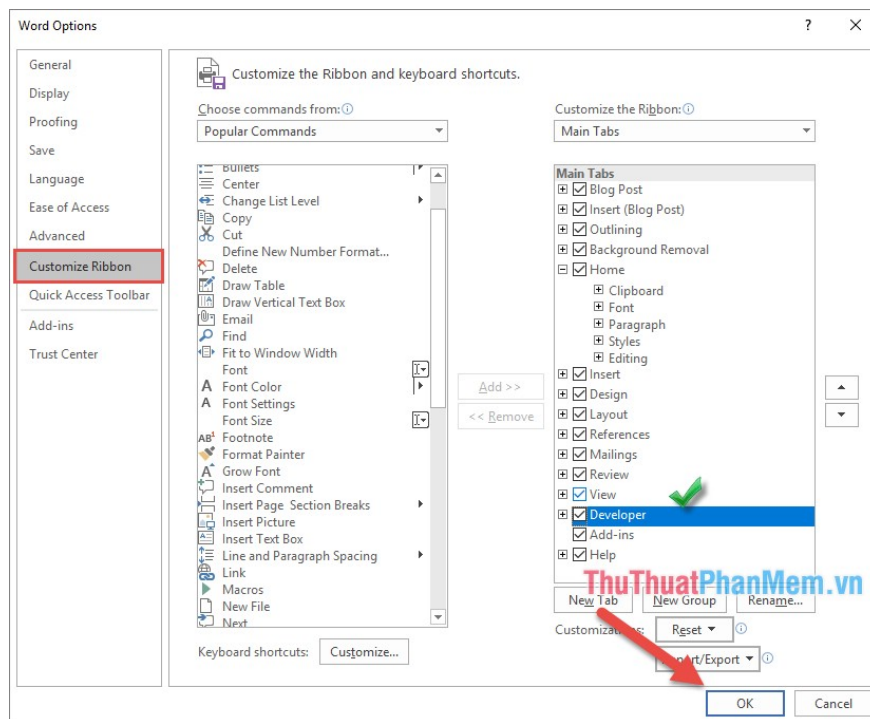 Word Options
?
General
Display
Proofing
Save
Language
Ease of Access
Advanced
Customize Ribbon
Quick Access Toolbar
Add-ins
Trust Center
Customize the Ribbon and keyboard shortcuts.
Choose commands from:
Popular Commands
Bullets
Center
Change List Level
Copy
Cut
Define New Number Format...
Delete
Draw Table
Draw Vertical Text Box
Email
Find
Fit to Window Width
Font
Font Color
Font Settings
Font Size
Footnote
Format Painter
Grow Font
Insert Comment
Insert Page Section Breaks
Insert Picture
Insert Text Box
Line and Paragraph Spacing
Link
Macros
New File
Next
Keyboard shortcuts: Customize...
Add >>
<< Remove
Customize the Ribbon:
Main Tabs
Main Tabs
Blog Post
Insert (Blog Post)
Outlining
Background Removal
Home
Clipboard
Font
Paragraph
Styles
Editing
Insert
Design
Layout
References
Mailings
Review
View
Developer
Add-ins
Help
ThuThuatPhanMem.vn
New Tab New Group Rename...
Customizations: Reset
Import/Export
OK Cancel